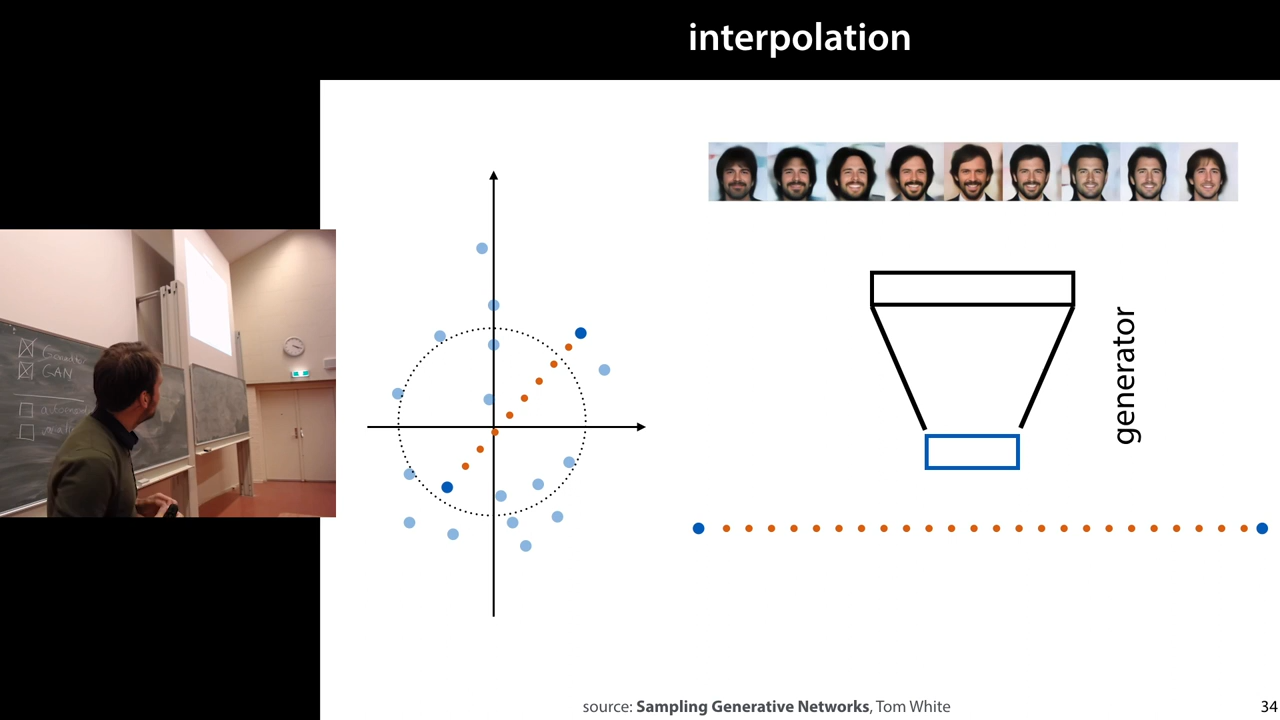 interpolation
GAN
generator
source: Sampling Generative Networks, Tom White
34